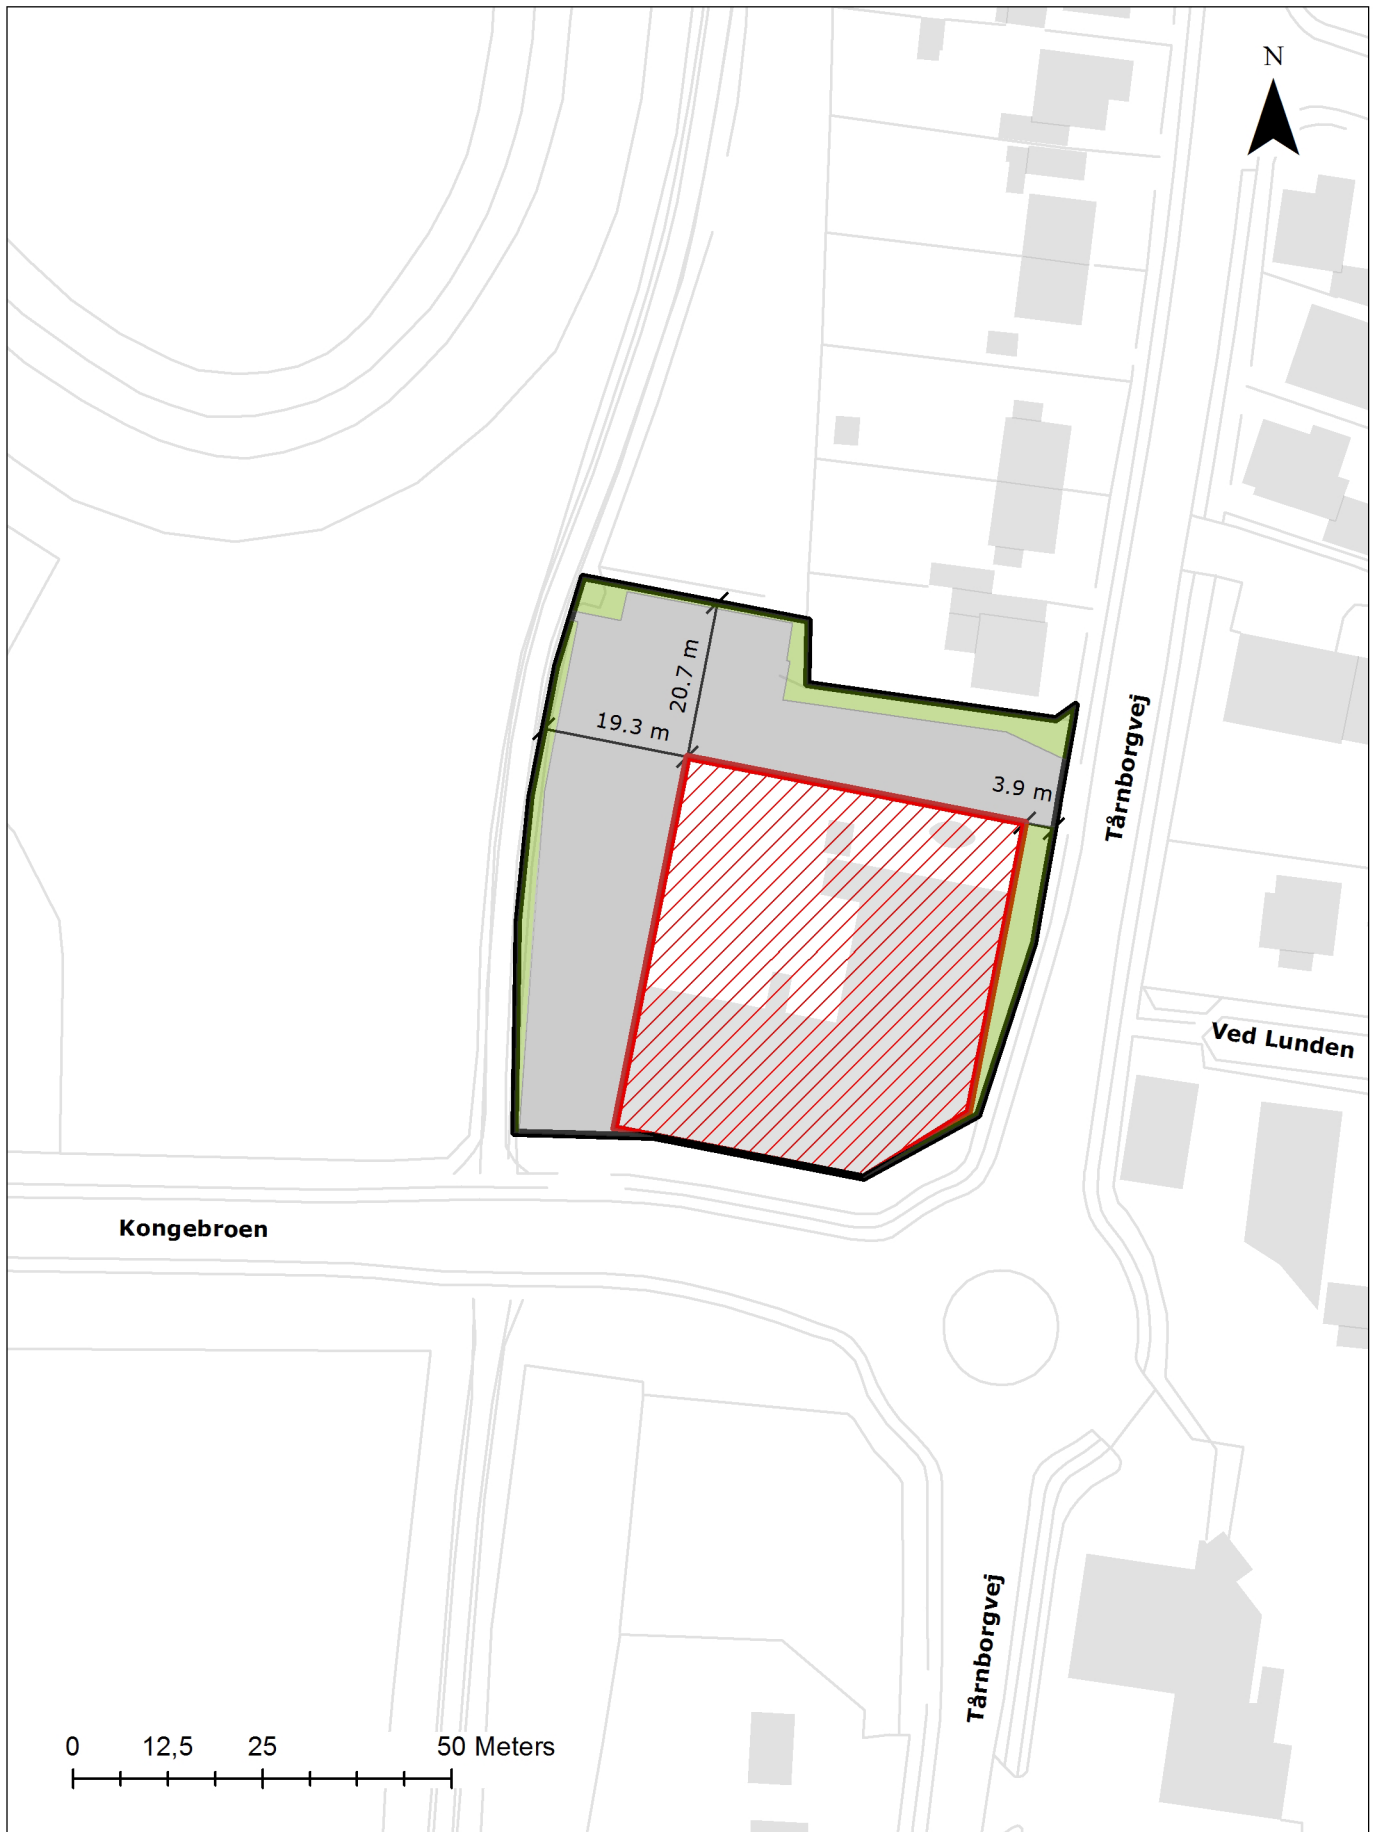 N
20.7 m
19.3 m
3.9 m
Tårnborgvej
Ved Lunden
Kongebroen
Tårnborgvej
0 12,5 25 50 Meters